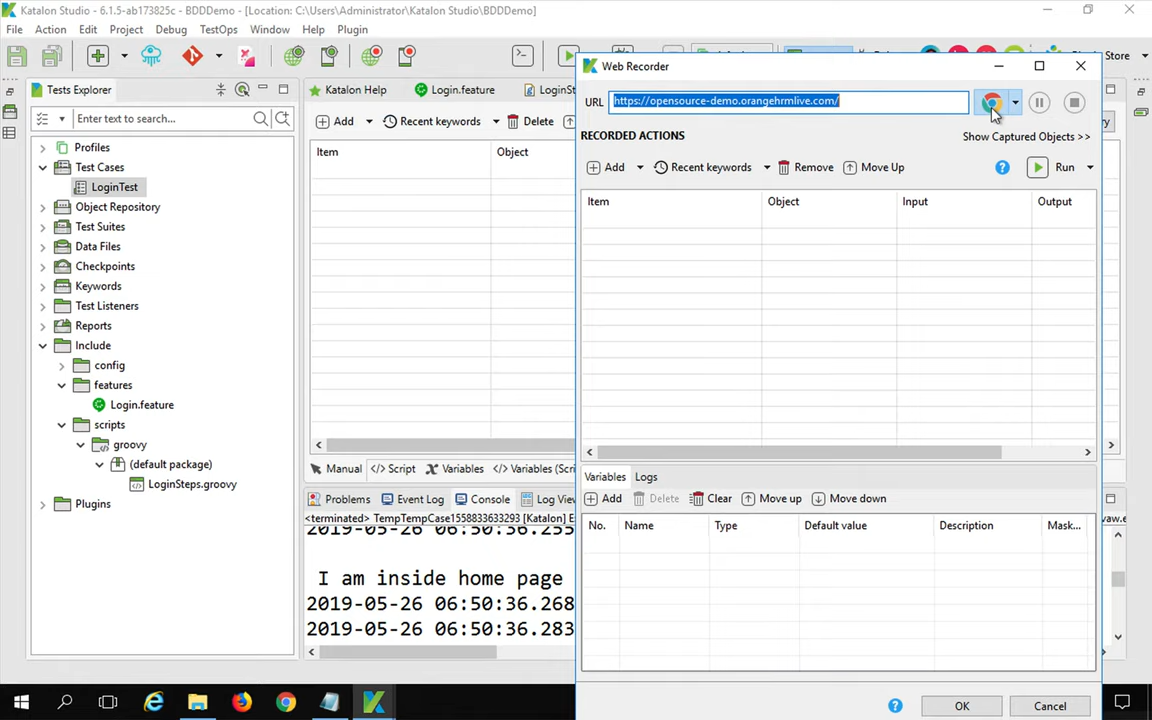 Katalon Studio - 6.1.5-ab173825c - BDDDemo - [Location: C:\Users\Administrator\Katalon Studio\BDDDemo]
File Action Edit Project Debug TestOps Window Help Plugin
Store
Tests Explorer
Enter text to search...
Profiles
Test Cases
LoginTest
Object Repository
Test Suites
Data Files
Checkpoints
Keywords
Test Listeners
Reports
Include
config
features
Login.feature
scripts
groovy
(default package)
LoginSteps.groovy
Plugins
Katalon Help Login.feature LoginSt
Add Recent keywords Delete
Item Object
Manual Script Variables Variables (Scri
Problems Event Log Console Log View
<terminated> TempTempCase1558833633293 [Katalon]
2019-05-26 06:50:36.255
I am inside home page
2019-05-26 06:50:36.268
2019-05-26 06:50:36.283
Web Recorder
URL https://opensource-demo.orangehrmlive.com/
RECORDED ACTIONS Show Captured Objects >>
Add Recent keywords Remove Move Up Run
Item Object Input Output
Variables Logs
Add Delete Clear Move up Move down
No. Name Type Default value Description Mask...
OK Cancel